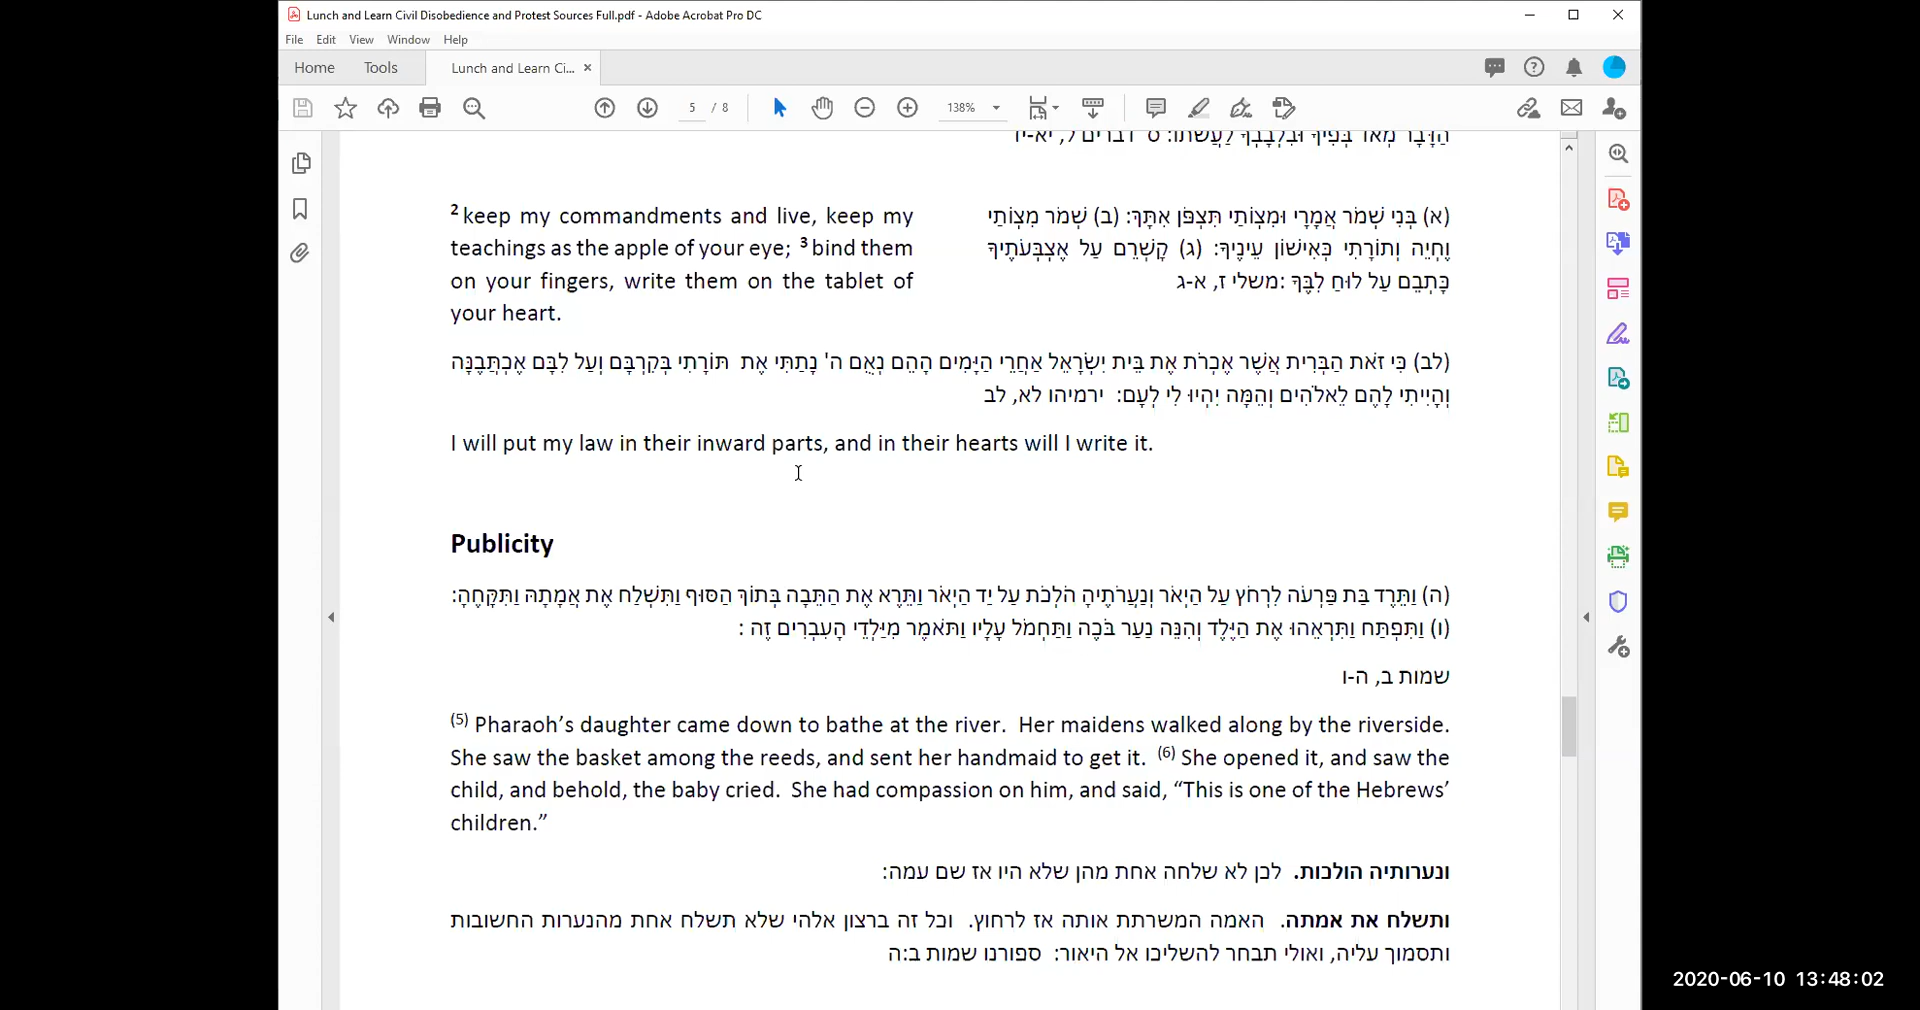 Lunch and Learn Civil Disobedience and Protest Sources Full.pdf - Adobe Acrobat Pro DC
File Edit View Window Help
Home Tools Lunch and Learn Ci... ×
5 / 8 138%
הַדָּבָר מְאֹד בְּפִיךָ וּבִלְבָבְךָ לַעֲשֹׂתוֹ: ס דברים ל, יא-יד
2 keep my commandments and live, keep my
teachings as the apple of your eye; 3 bind them
on your fingers, write them on the tablet of
your heart.
(א) בְּנִי שְׁמֹר אֲמָרָי וּמִצְוֹתַי תִּצְפֹּן אִתָּךְ: (ב) שְׁמֹר מִצְוֹתַי
וֶחְיֵה וְתוֹרָתִי כְּאִישׁוֹן עֵינֶיךָ: (ג) קָשְׁרֵם עַל אֶצְבְּעֹתֶיךָ
כָּתְבֵם עַל לוּחַ לִבֶּךָ: משלי ז, א-ג
(לב) כִּי זֹאת הַבְּרִית אֲשֶׁר אֶכְרֹת אֶת בֵּית יִשְׂרָאֵל אַחֲרֵי הַיָּמִים הָהֵם נְאֻם ה' נָתַתִּי אֶת תּוֹרָתִי בְּקִרְבָּם וְעַל לִבָּם אֶכְתֲּבֶנָּה
וְהָיִיתִי לָהֶם לֵאלֹהִים וְהֵמָּה יִהְיוּ לִי לְעָם: ירמיהו לא, לב
I will put my law in their inward parts, and in their hearts will I write it.
Publicity
(ה) וַתֵּרֶד בַּת פַּרְעֹה לִרְחֹץ עַל הַיְאֹר וְנַעֲרֹתֶיהָ הֹלְכֹת עַל יַד הַיְאֹר וַתֵּרֶא אֶת הַתֵּבָה בְּתוֹךְ הַסּוּף וַתִּשְׁלַח אֶת אֲמָתָהּ וַתִּקָּחֶהָ:
(ו) וַתִּפְתַּח וַתִּרְאֵהוּ אֶת הַיֶּלֶד וְהִנֵּה נַעַר בֹּכֶה וַתַּחְמֹל עָלָיו וַתֹּאמֶר מִיַּלְדֵי הָעִבְרִים זֶה :
שמות ב, ה-ו
(5) Pharaoh’s daughter came down to bathe at the river. Her maidens walked along by the riverside.
She saw the basket among the reeds, and sent her handmaid to get it. (6) She opened it, and saw the
child, and behold, the baby cried. She had compassion on him, and said, “This is one of the Hebrews’
children.”
ונערותיה הולכות. לכן לא שלחה אחת מהן שלא היו אז שם עמה:
ותשלח את אמתה. האמה המשרתת אותה אז לרחוץ. וכל זה ברצון אלהי שלא תשלח אחת מהנערות החשובות
ותסמוך עליה, ואולי תבחר להשליכו אל היאור: ספורנו שמות ב:ה
2020-06-10 13:48:02